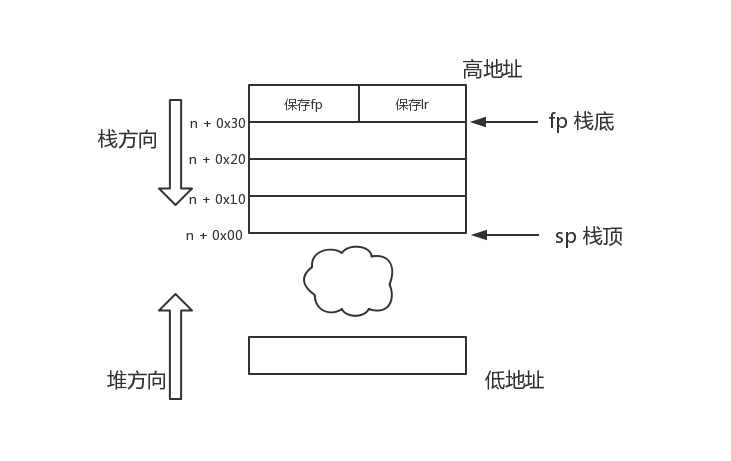 高地址
保存fp
保存lr
n + 0x30
fp 栈底
栈方向
n + 0x20
n + 0x10
n + 0x00
sp 栈顶
堆方向
低地址